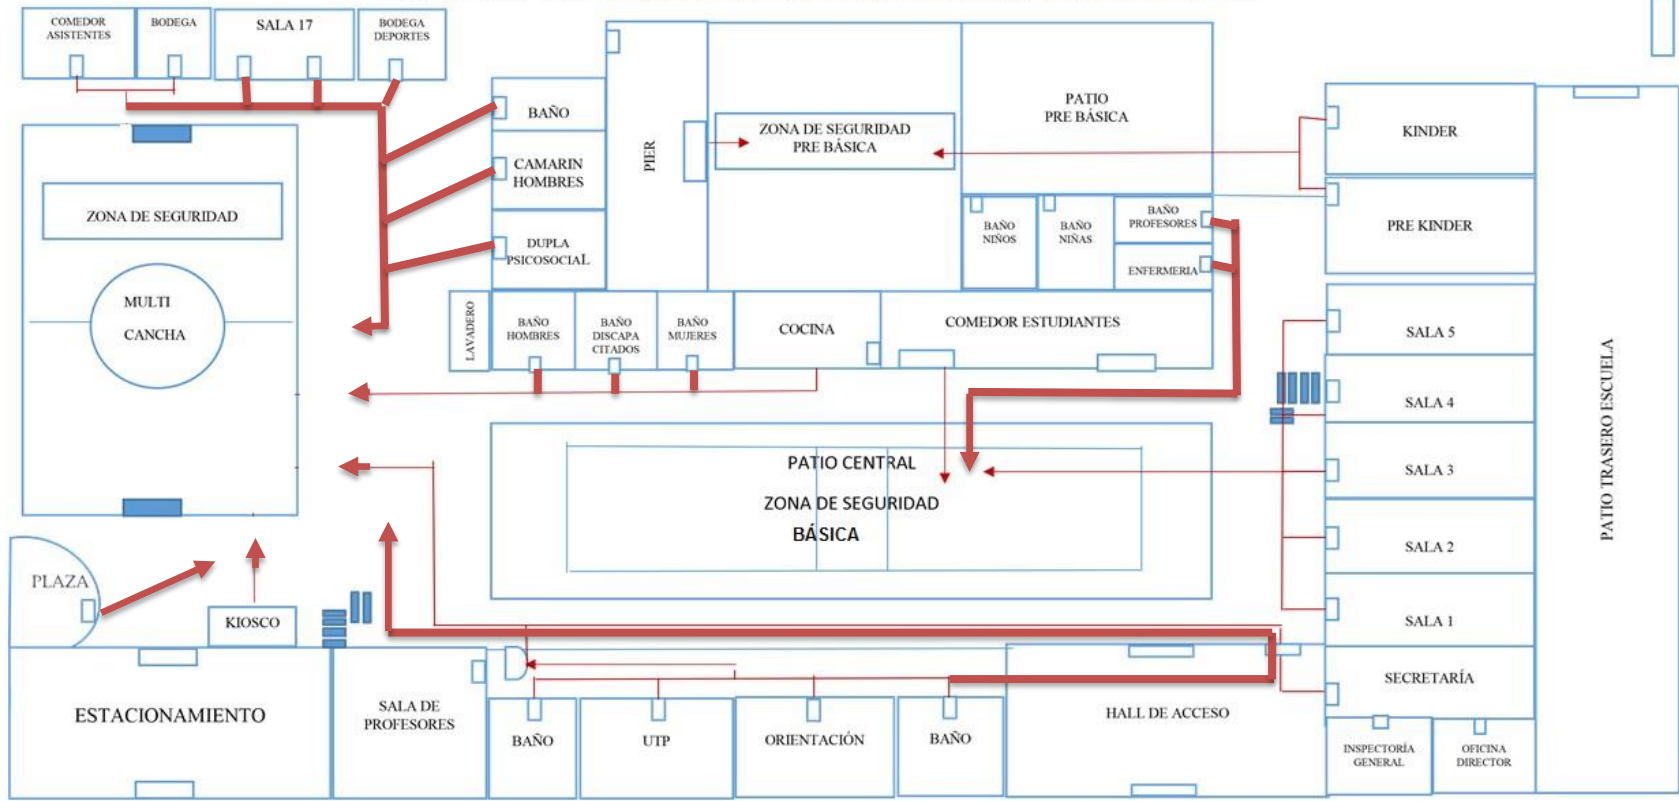 COMEDOR
ASISTENTES
BODEGA
SALA 17
BODEGA
DEPORTES
BAÑO
CAMARIN
HOMBRES
DUPLA
PSICOSOCIAL
PIER
ZONA DE SEGURIDAD
PRE BÁSICA
PATIO
PRE BÁSICA
KINDER
PRE KINDER
ZONA DE SEGURIDAD
MULTI
CANCHA
BAÑO
NIÑOS
BAÑO
NIÑAS
BAÑO
PROFESORES
ENFERMERIA
LAVADERO
BAÑO
HOMBRES
BAÑO
DISCAPA
CITADOS
BAÑO
MUJERES
COCINA
COMEDOR ESTUDIANTES
SALA 5
SALA 4
SALA 3
SALA 2
SALA 1
PATIO TRASERO ESCUELA
PATIO CENTRAL
ZONA DE SEGURIDAD
BÁSICA
PLAZA
KIOSCO
ESTACIONAMIENTO
SALA DE
PROFESORES
BAÑO
UTP
ORIENTACIÓN
BAÑO
HALL DE ACCESO
SECRETARÍA
INSPECTORÍA
GENERAL
OFICINA
DIRECTOR